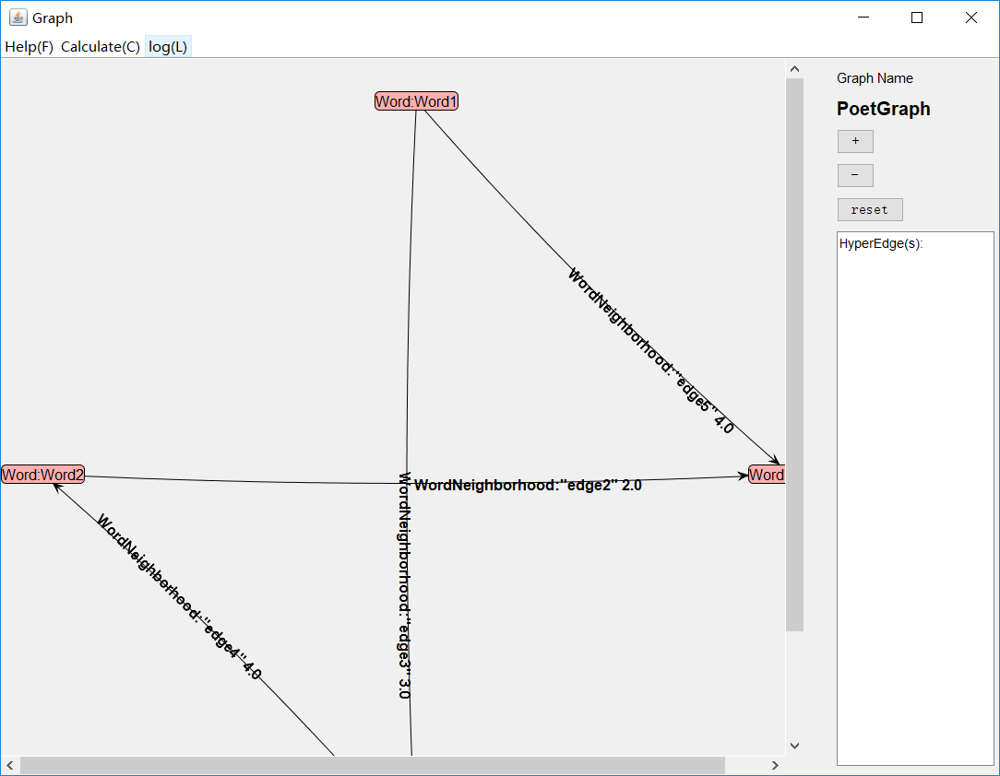 Graph
Help(F) Calculate(C) log(L)
Graph Name
PoetGraph
+
−
reset
HyperEdge(s):
Word:Word1
WordNeighborhood:"edge5" 4.0
Word:Word2
Word
WordNeighborhood:"edge2" 2.0
WordNeighborhood:"edge3" 3.0
WordNeighborhood:"edge4" 4.0